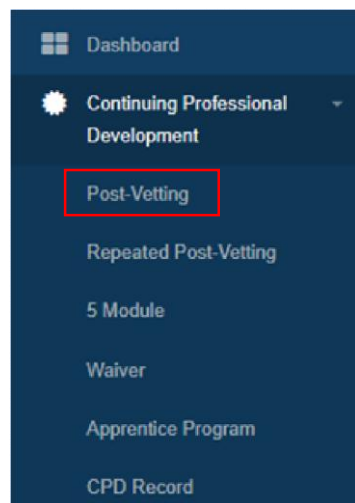 Dashboard
Continuing Professional
Development
Post-Vetting
Repeated Post-Vetting
5 Module
Waiver
Apprentice Program
CPD Record